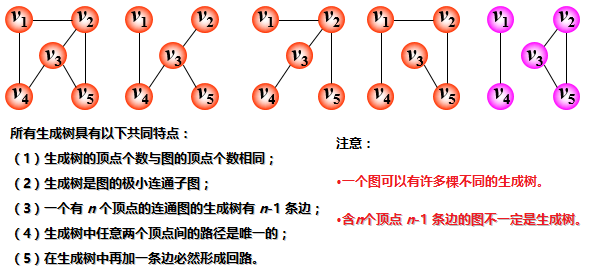 v1 v2 v1 v2 v1 v2 v1 v2 v1 v2
v3 v3 v3 v3 v3
v4 v5 v4 v5 v4 v5 v4 v5 v4 v5
所有生成树具有以下共同特点：
（1）生成树的顶点个数与图的顶点个数相同；
（2）生成树是图的极小连通子图；
（3）一个有 n 个顶点的连通图的生成树有 n-1 条边；
（4）生成树中任意两个顶点间的路径是唯一的；
（5）在生成树中再加一条边必然形成回路。
注意：
•一个图可以有许多棵不同的生成树。
•含n个顶点 n-1 条边的图不一定是生成树。